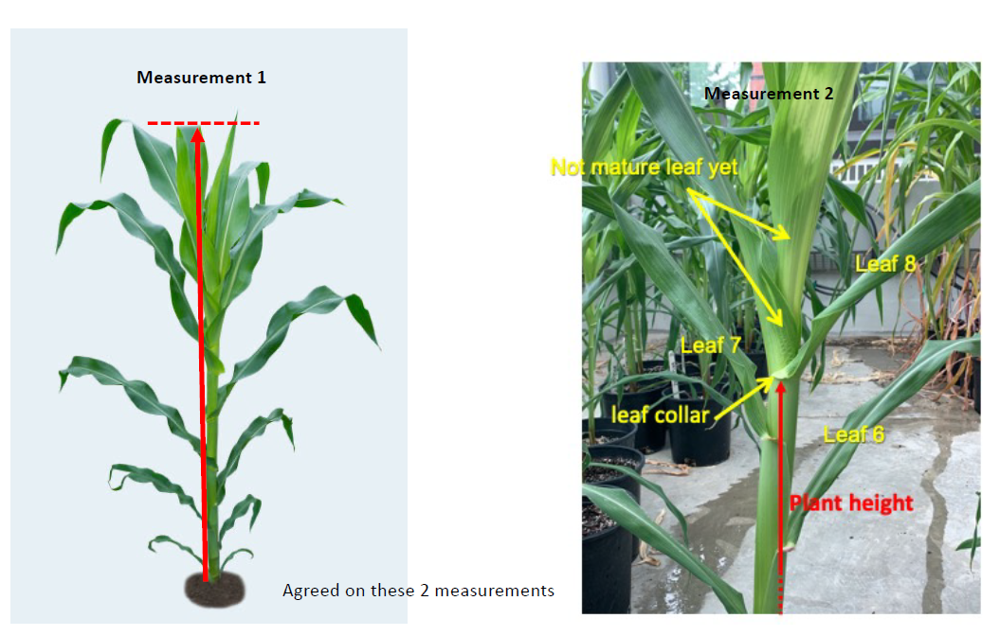 Measurement 1
Measurement 2
Not mature leaf yet
Leaf 8
Leaf 7
leaf collar
Leaf 6
Plant height
Agreed on these 2 measurements